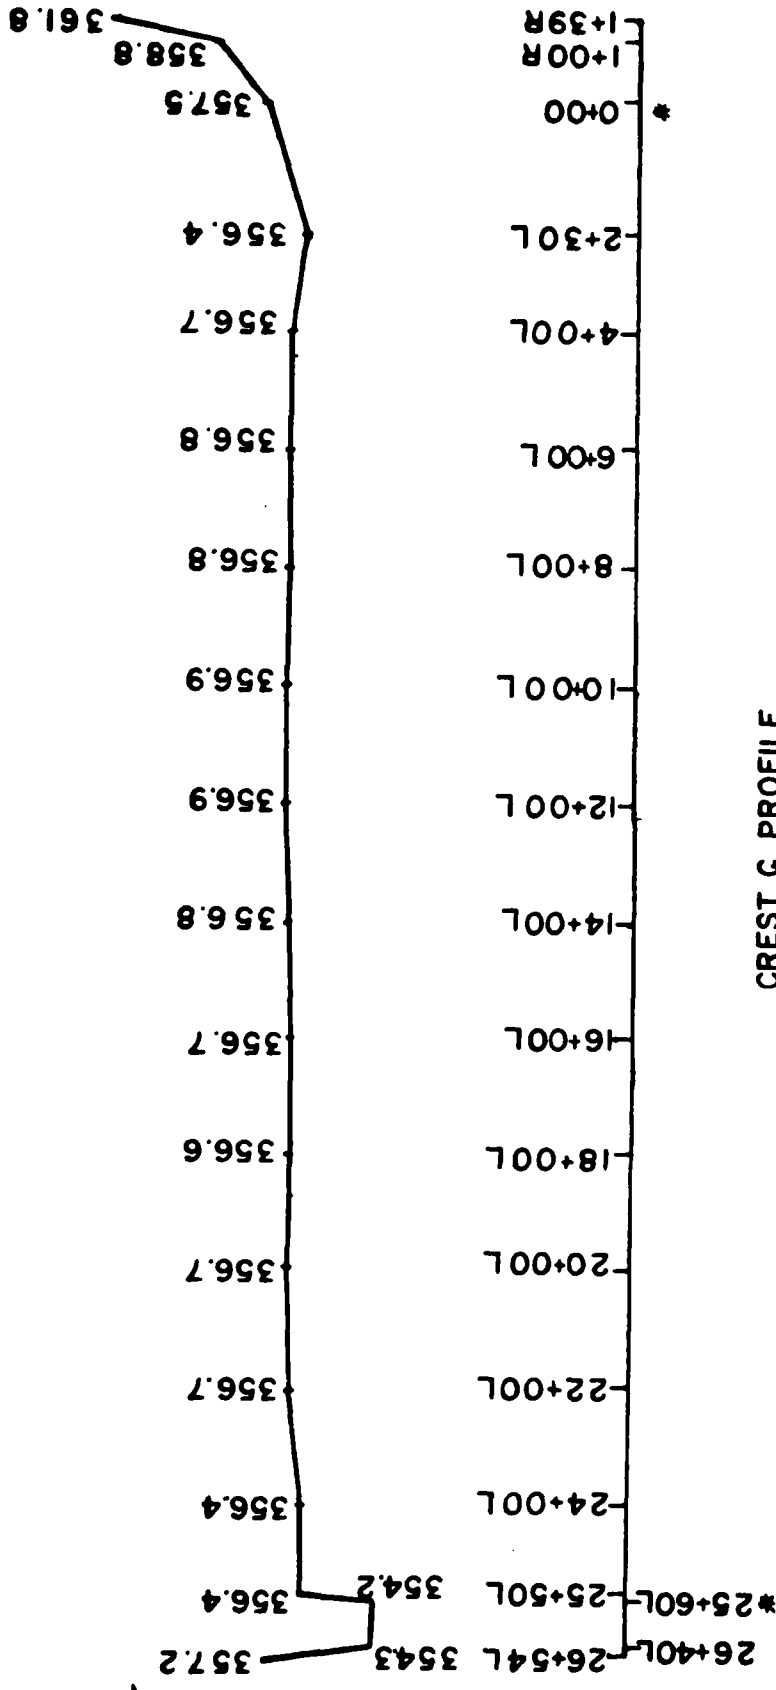 361.8 1+39R
358.8 1+00R
357.5 0+00 *
356.4 2+30L
356.7 4+00L
356.8 6+00L
356.8 8+00L
356.9 10+00L
356.9 12+00L
356.8 14+00L
356.7 16+00L
356.6 18+00L
356.7 20+00L
356.7 22+00L
356.4 24+00L
356.4 354.2 25+50L *25+60L
357.2 354.3 26+54L 26+40L
CREST G PROFILE